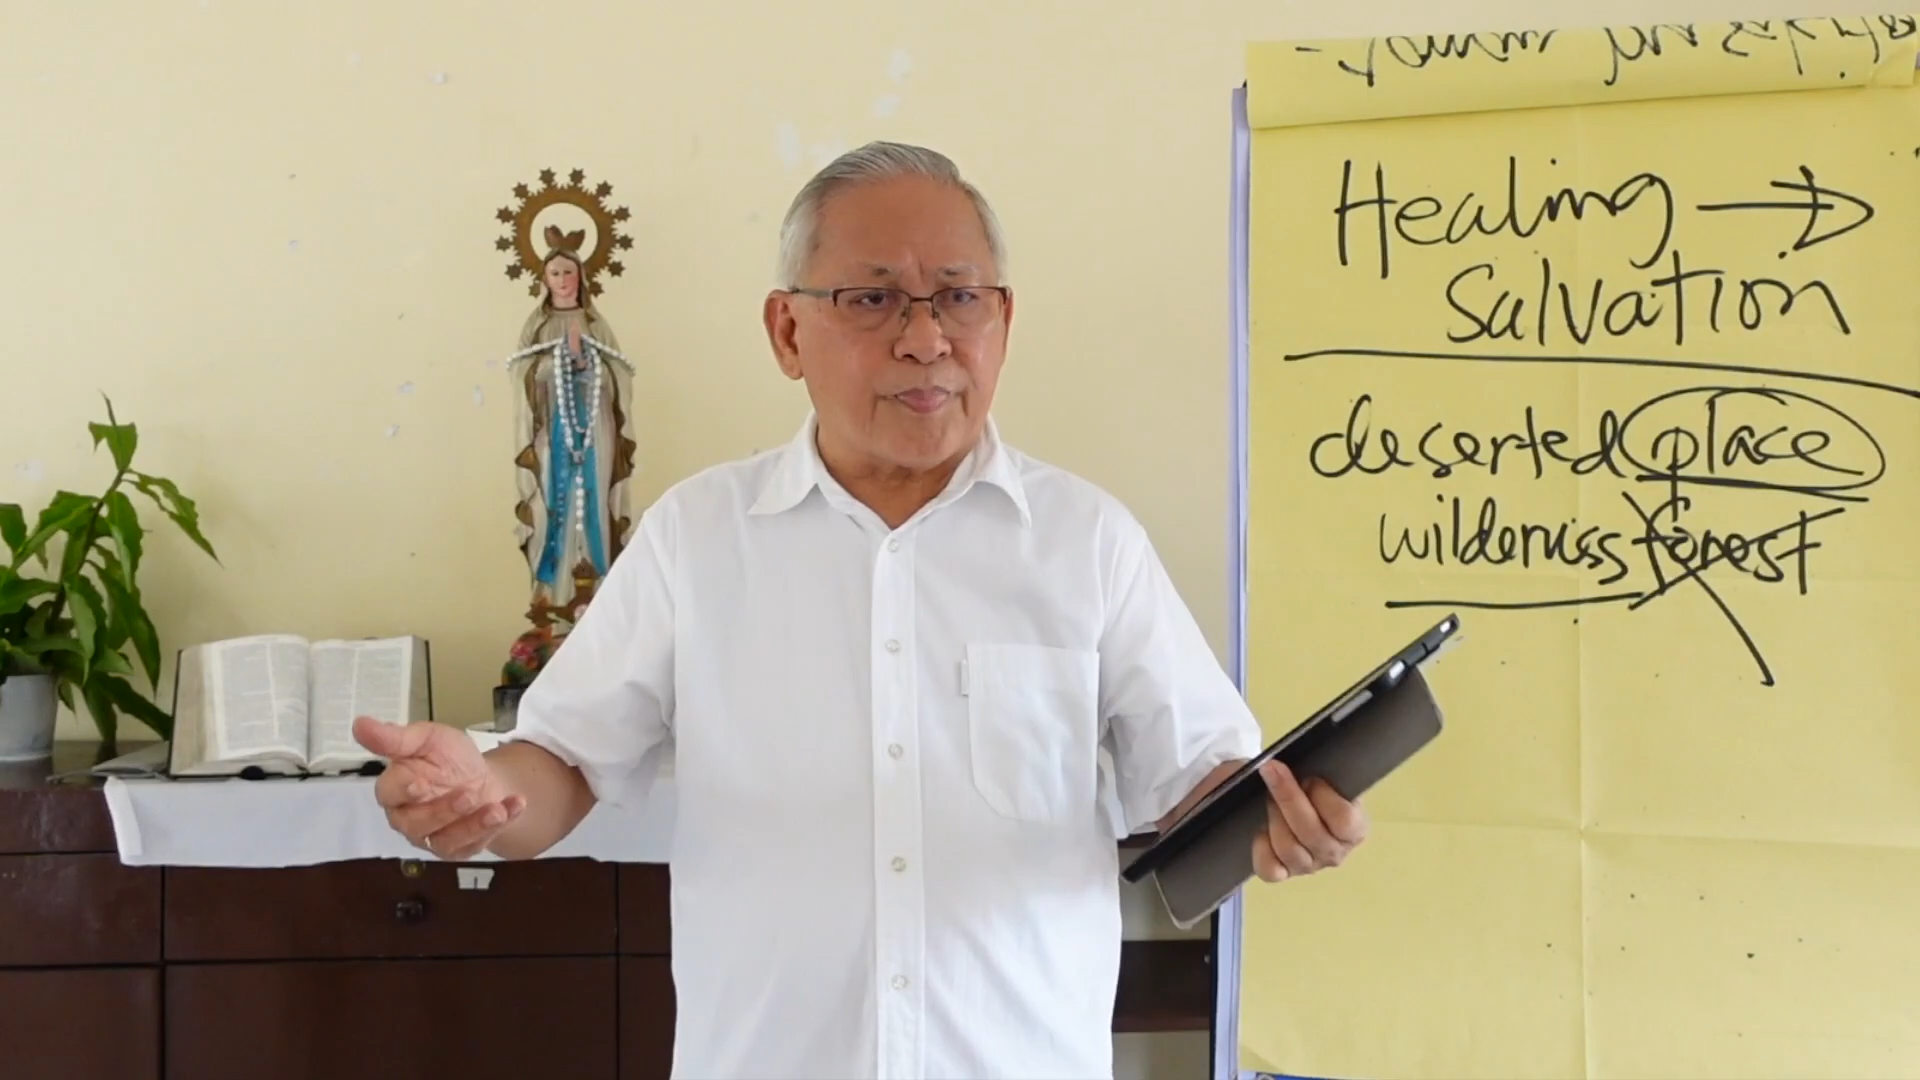 Healing →
Salvation
deserted place
wilderness forest